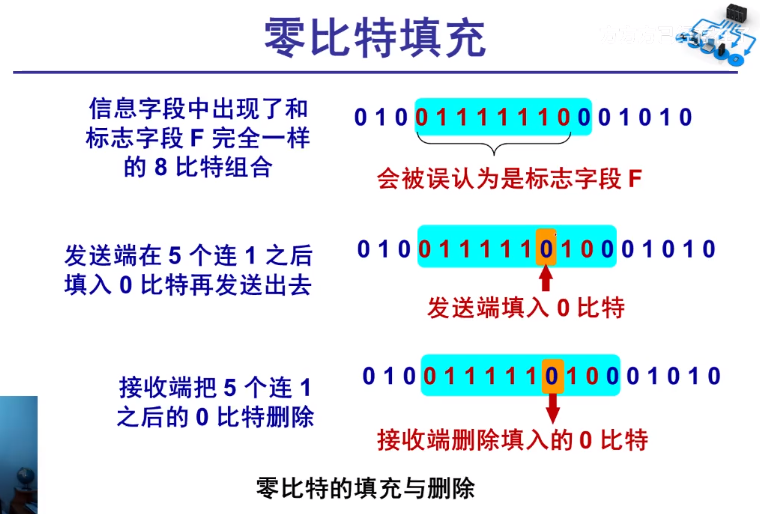 零比特填充
信息字段中出现了和
标志字段 F 完全一样
的 8 比特组合
0 1 0 0 1 1 1 1 1 1 0 0 0 1 0 1 0
会被误认为是标志字段 F
发送端在 5 个连 1 之后
填入 0 比特再发送出去
0 1 0 0 1 1 1 1 1 0 1 0 0 0 1 0 1 0
发送端填入 0 比特
接收端把 5 个连 1
之后的 0 比特删除
0 1 0 0 1 1 1 1 1 0 1 0 0 0 1 0 1 0
接收端删除填入的 0 比特
零比特的填充与删除